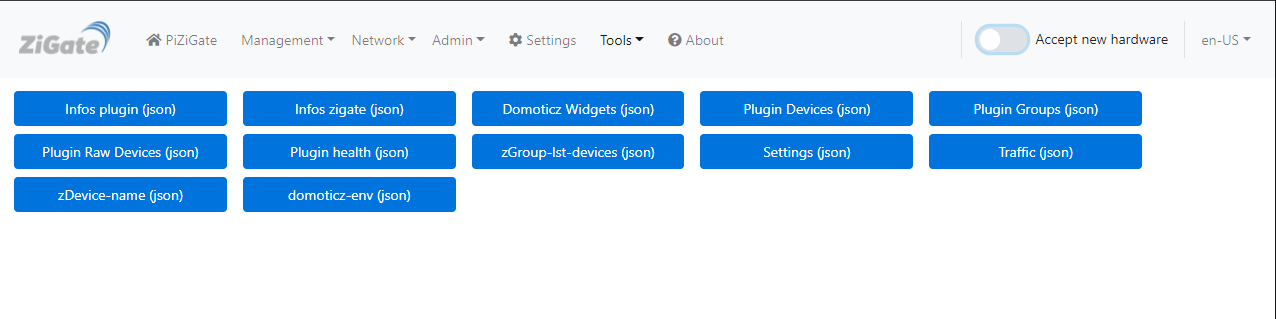 ZiGate PiZiGate Management Network Admin Settings Tools About Accept new hardware en-US
Infos plugin (json) Infos zigate (json) Domoticz Widgets (json) Plugin Devices (json) Plugin Groups (json)
Plugin Raw Devices (json) Plugin health (json) zGroup-lst-devices (json) Settings (json) Traffic (json)
zDevice-name (json) domoticz-env (json)